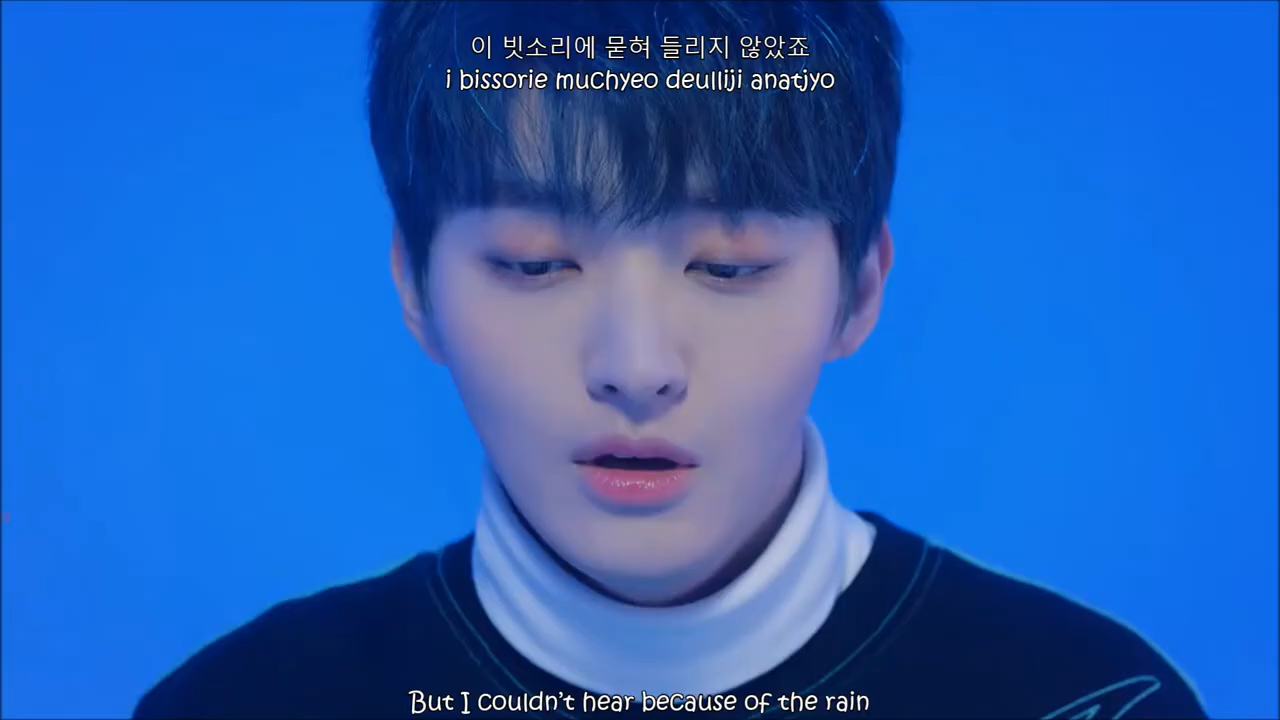 이 빗소리에 묻혀 들리지 않았죠
i bissorie muchyeo deulliji anatjyo
But I couldn't hear because of the rain